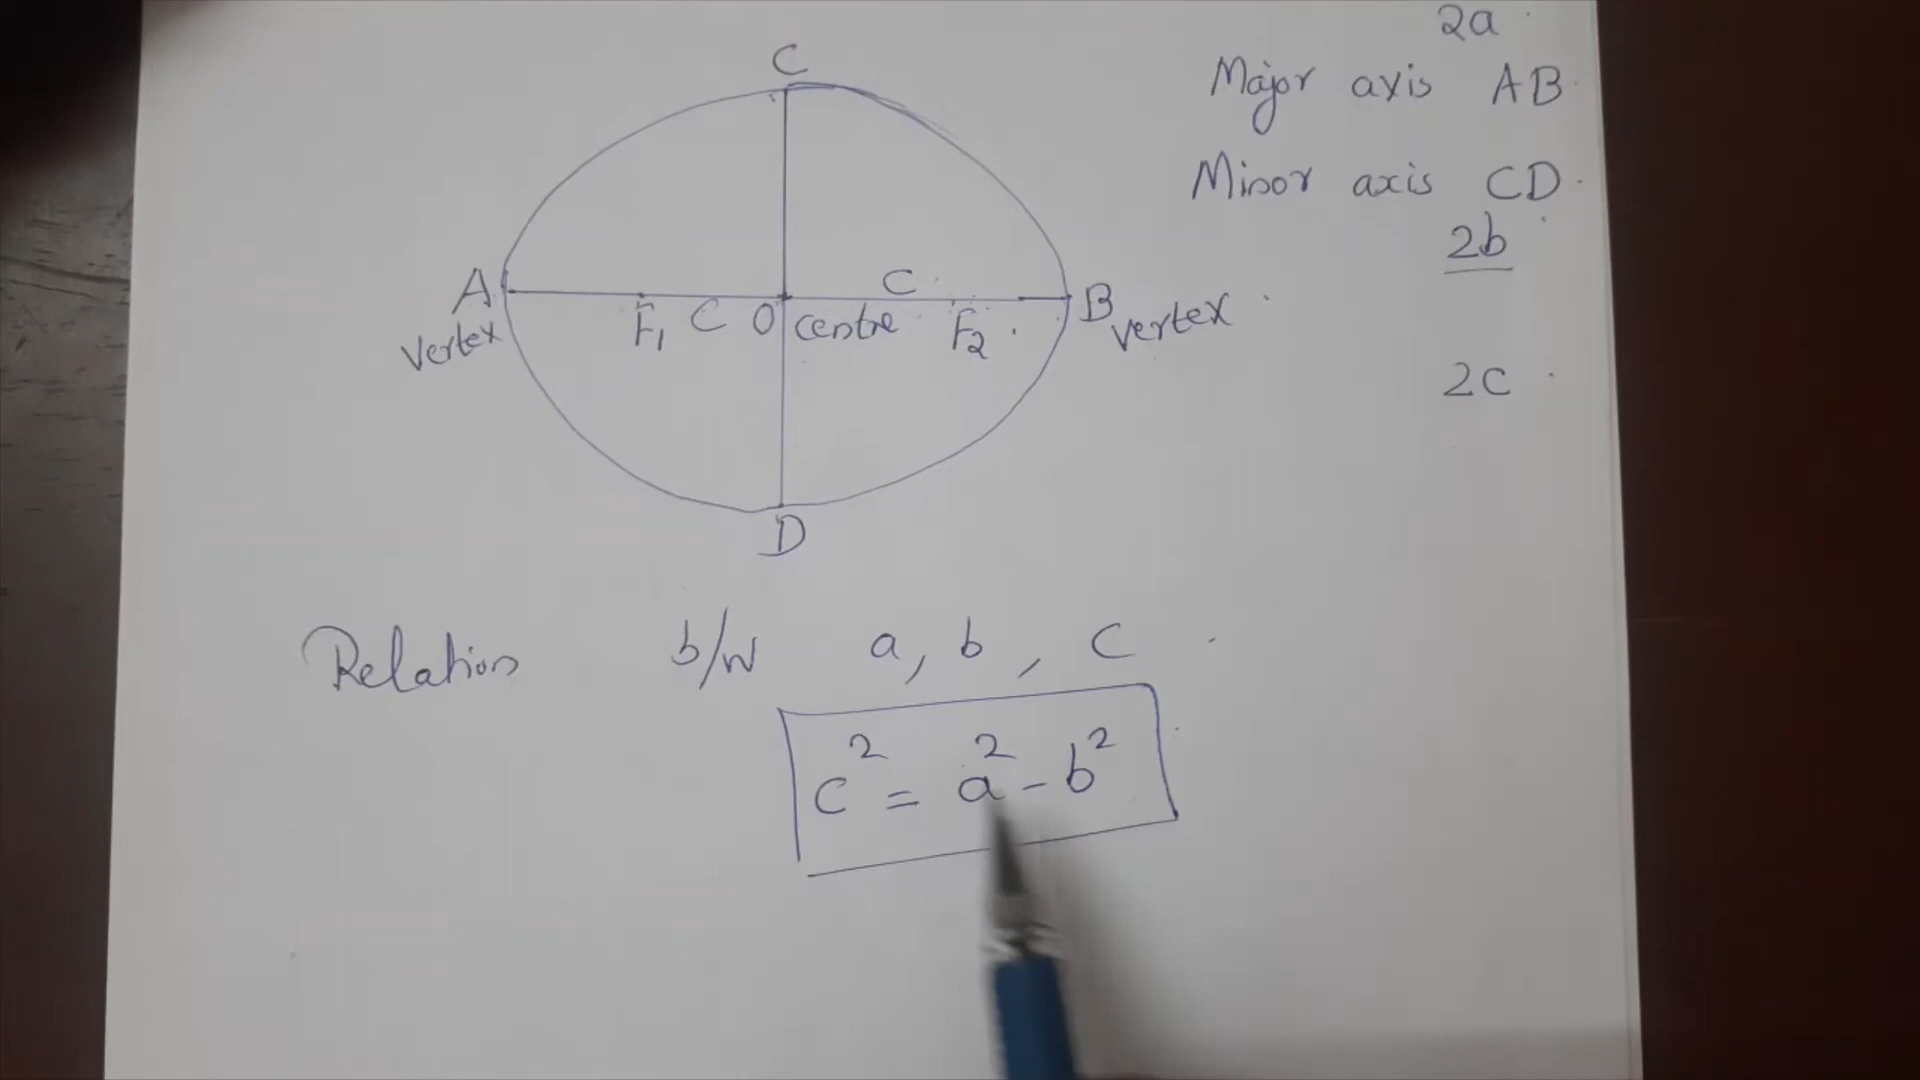 2a
Major axis AB
Minor axis CD
2b
2c
C
A
vertex
F1 C O centre C F2
B vertex
D
Relation b/w a, b, c
c² = a² - b²